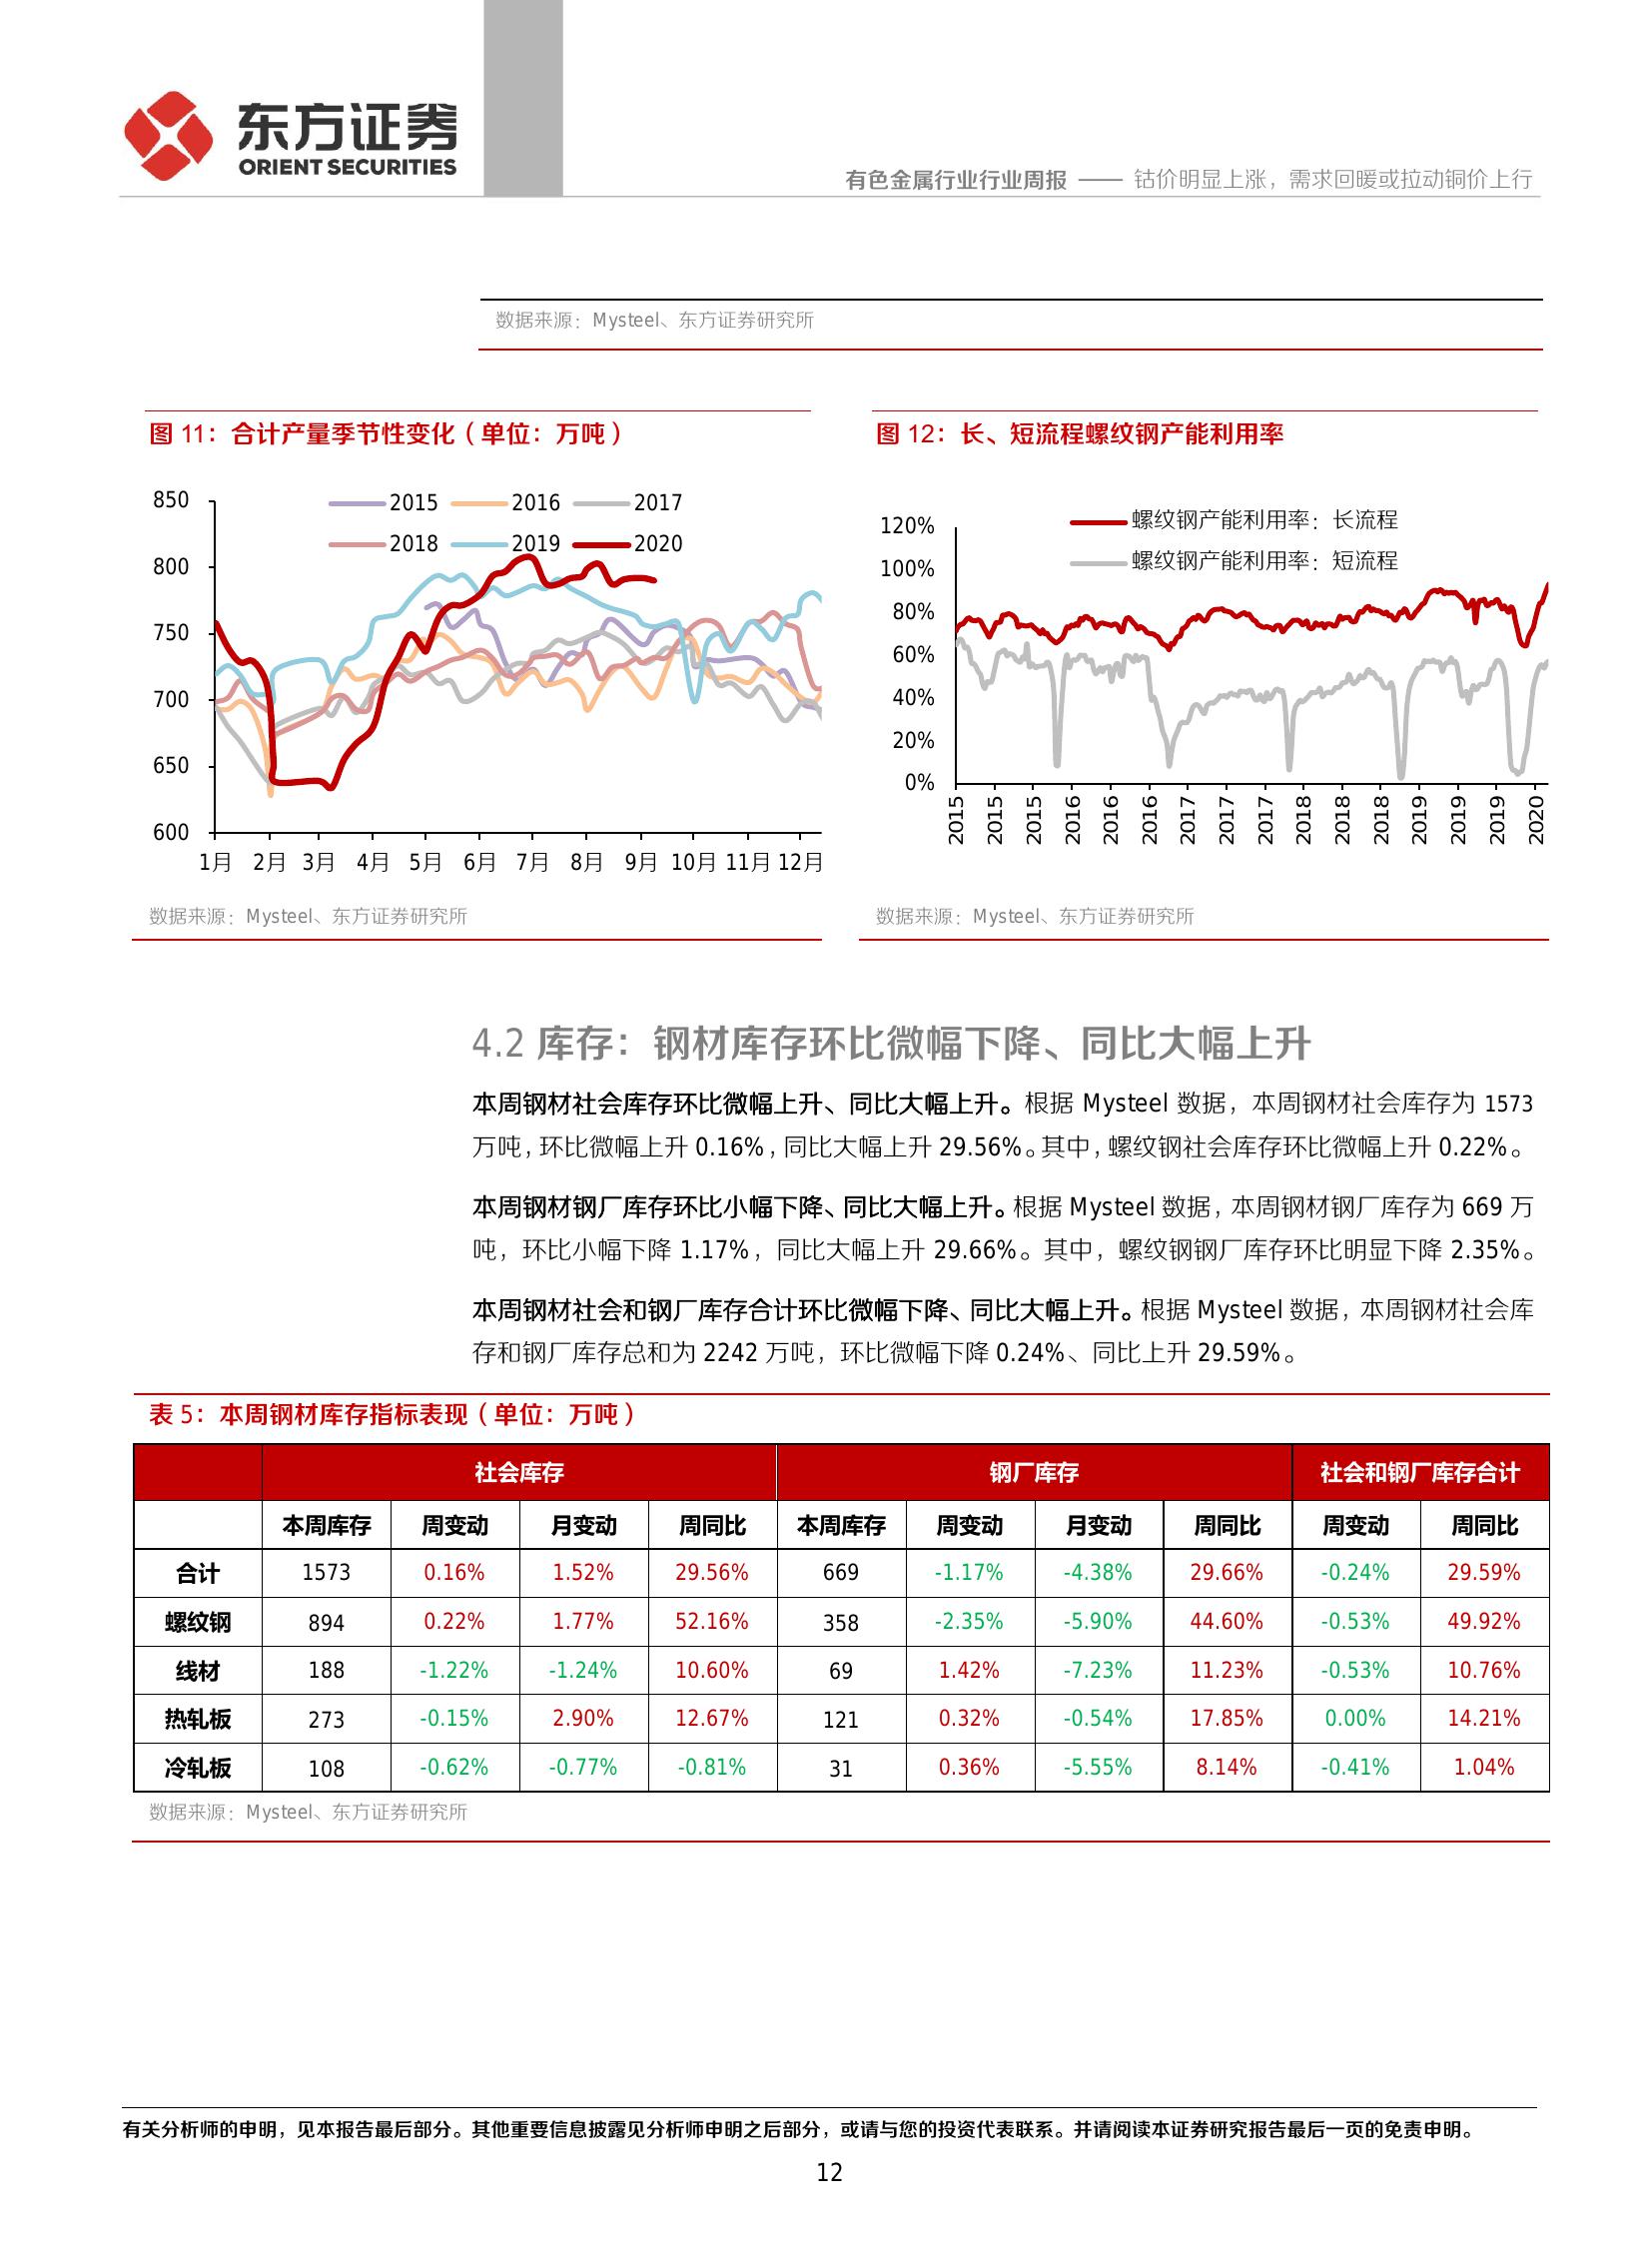 东方证券
ORIENT SECURITIES
有色金属行业行业周报 —— 钴价明显上涨，需求回暖或拉动铜价上行
数据来源：Mysteel、东方证券研究所
图 11：合计产量季节性变化（单位：万吨）
2015 2016 2017
2018 2019 2020
850
800
750
700
650
600
1月 2月 3月 4月 5月 6月 7月 8月 9月 10月 11月 12月
数据来源：Mysteel、东方证券研究所
图 12：长、短流程螺纹钢产能利用率
螺纹钢产能利用率：长流程
螺纹钢产能利用率：短流程
120%
100%
80%
60%
40%
20%
0%
2015 2015 2015 2016 2016 2016 2017 2017 2017 2018 2018 2018 2019 2019 2019 2020
数据来源：Mysteel、东方证券研究所
4.2 库存：钢材库存环比微幅下降、同比大幅上升
本周钢材社会库存环比微幅上升、同比大幅上升。根据 Mysteel 数据，本周钢材社会库存为 1573
万吨，环比微幅上升 0.16%，同比大幅上升 29.56%。其中，螺纹钢社会库存环比微幅上升 0.22%。
本周钢材钢厂库存环比小幅下降、同比大幅上升。根据 Mysteel 数据，本周钢材钢厂库存为 669 万
吨，环比小幅下降 1.17%，同比大幅上升 29.66%。其中，螺纹钢钢厂库存环比明显下降 2.35%。
本周钢材社会和钢厂库存合计环比微幅下降、同比大幅上升。根据 Mysteel 数据，本周钢材社会库
存和钢厂库存总和为 2242 万吨，环比微幅下降 0.24%、同比上升 29.59%。
表 5：本周钢材库存指标表现（单位：万吨）
社会库存 钢厂库存 社会和钢厂库存合计
本周库存 周变动 月变动 周同比 本周库存 周变动 月变动 周同比 周变动 周同比
合计 1573 0.16% 1.52% 29.56% 669 -1.17% -4.38% 29.66% -0.24% 29.59%
螺纹钢 894 0.22% 1.77% 52.16% 358 -2.35% -5.90% 44.60% -0.53% 49.92%
线材 188 -1.22% -1.24% 10.60% 69 1.42% -7.23% 11.23% -0.53% 10.76%
热轧板 273 -0.15% 2.90% 12.67% 121 0.32% -0.54% 17.85% 0.00% 14.21%
冷轧板 108 -0.62% -0.77% -0.81% 31 0.36% -5.55% 8.14% -0.41% 1.04%
数据来源：Mysteel、东方证券研究所
有关分析师的申明，见本报告最后部分。其他重要信息披露见分析师申明之后部分，或请与您的投资代表联系。并请阅读本证券研究报告最后一页的免责申明。
12